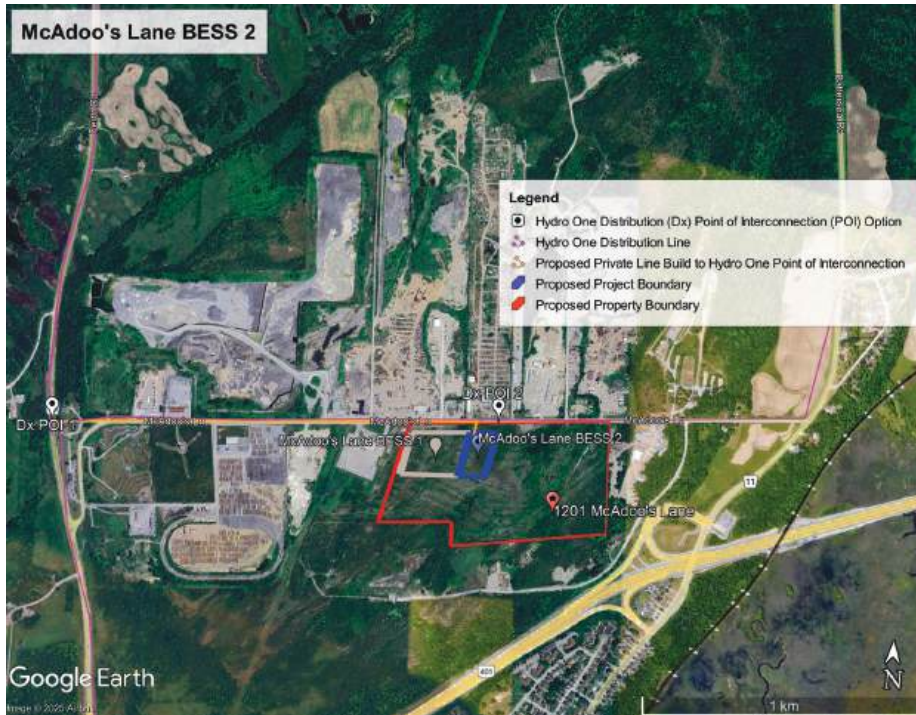 McAdoo's Lane BESS 2
Legend
Hydro One Distribution (Dx) Point of Interconnection (POI) Option
Hydro One Distribution Line
Proposed Private Line Build to Hydro One Point of Interconnection
Proposed Project Boundary
Proposed Property Boundary
Dx POI 2
Dx POI 1
McAdoo's Lane BESS 1
McAdoo's Lane BESS 2
1201 McAdoo's Lane
11
401
Google Earth
N
1 km